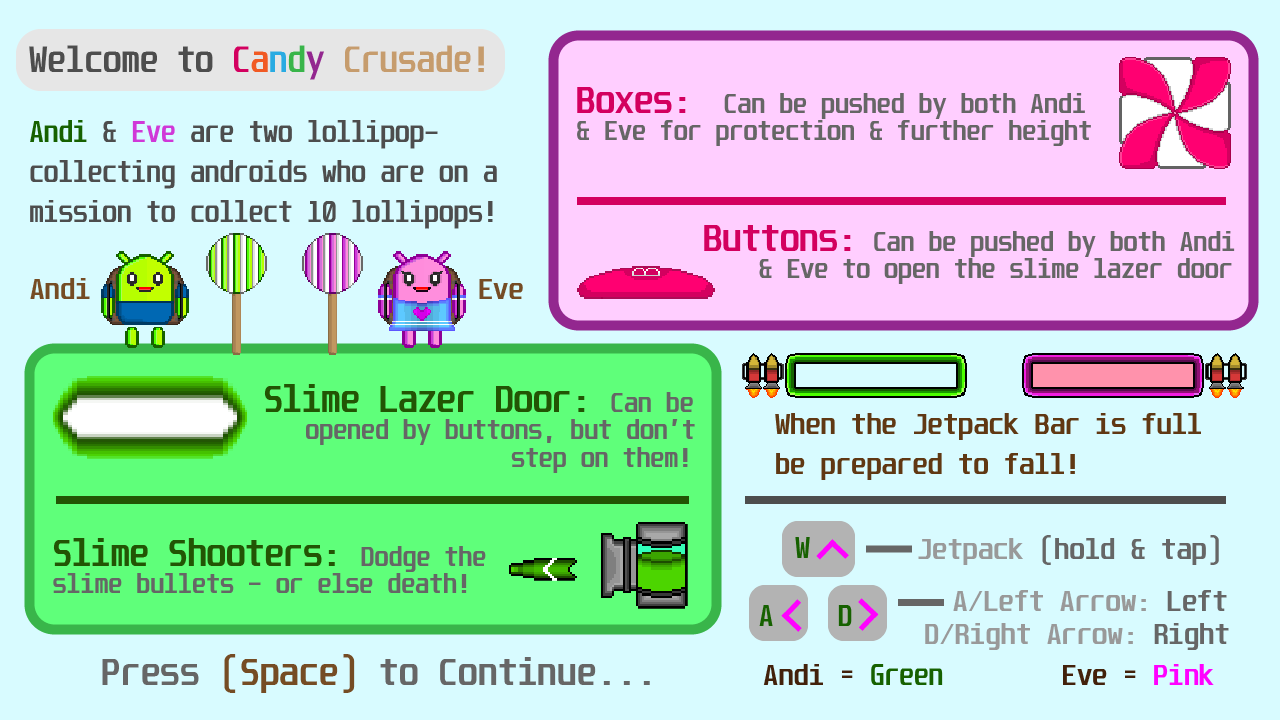 Welcome to Candy Crusade!
Andi & Eve are two lollipop-
collecting androids who are on a
mission to collect 10 lollipops!
Andi
Eve
Boxes: Can be pushed by both Andi
& Eve for protection & further height
Buttons: Can be pushed by both Andi
& Eve to open the slime lazer door
Slime Lazer Door: Can be
opened by buttons, but don't
step on them!
Slime Shooters: Dodge the
slime bullets - or else death!
When the Jetpack Bar is full
be prepared to fall!
W
Jetpack (hold & tap)
A D
A/Left Arrow: Left
D/Right Arrow: Right
Andi = Green
Eve = Pink
Press (Space) to Continue...